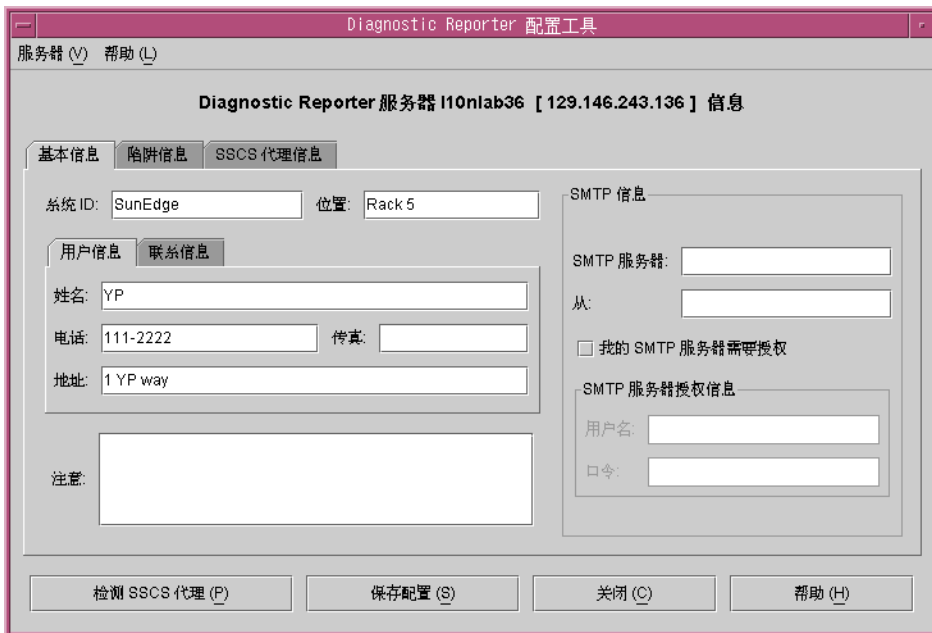 Diagnostic Reporter 配置工具
服务器 (V) 帮助 (L)
Diagnostic Reporter 服务器 l10nlab36 [ 129.146.243.136 ] 信息
基本信息 陷阱信息 SSCS 代理信息
系统 ID: SunEdge 位置: Rack 5
用户信息 联系信息
姓名: YP
电话: 111-2222 传真:
地址: 1 YP way
注意:
SMTP 信息
SMTP 服务器:
从:
我的 SMTP 服务器需要授权
SMTP 服务器授权信息
用户名:
口令:
检测 SSCS 代理 (P) 保存配置 (S) 关闭 (C) 帮助 (H)